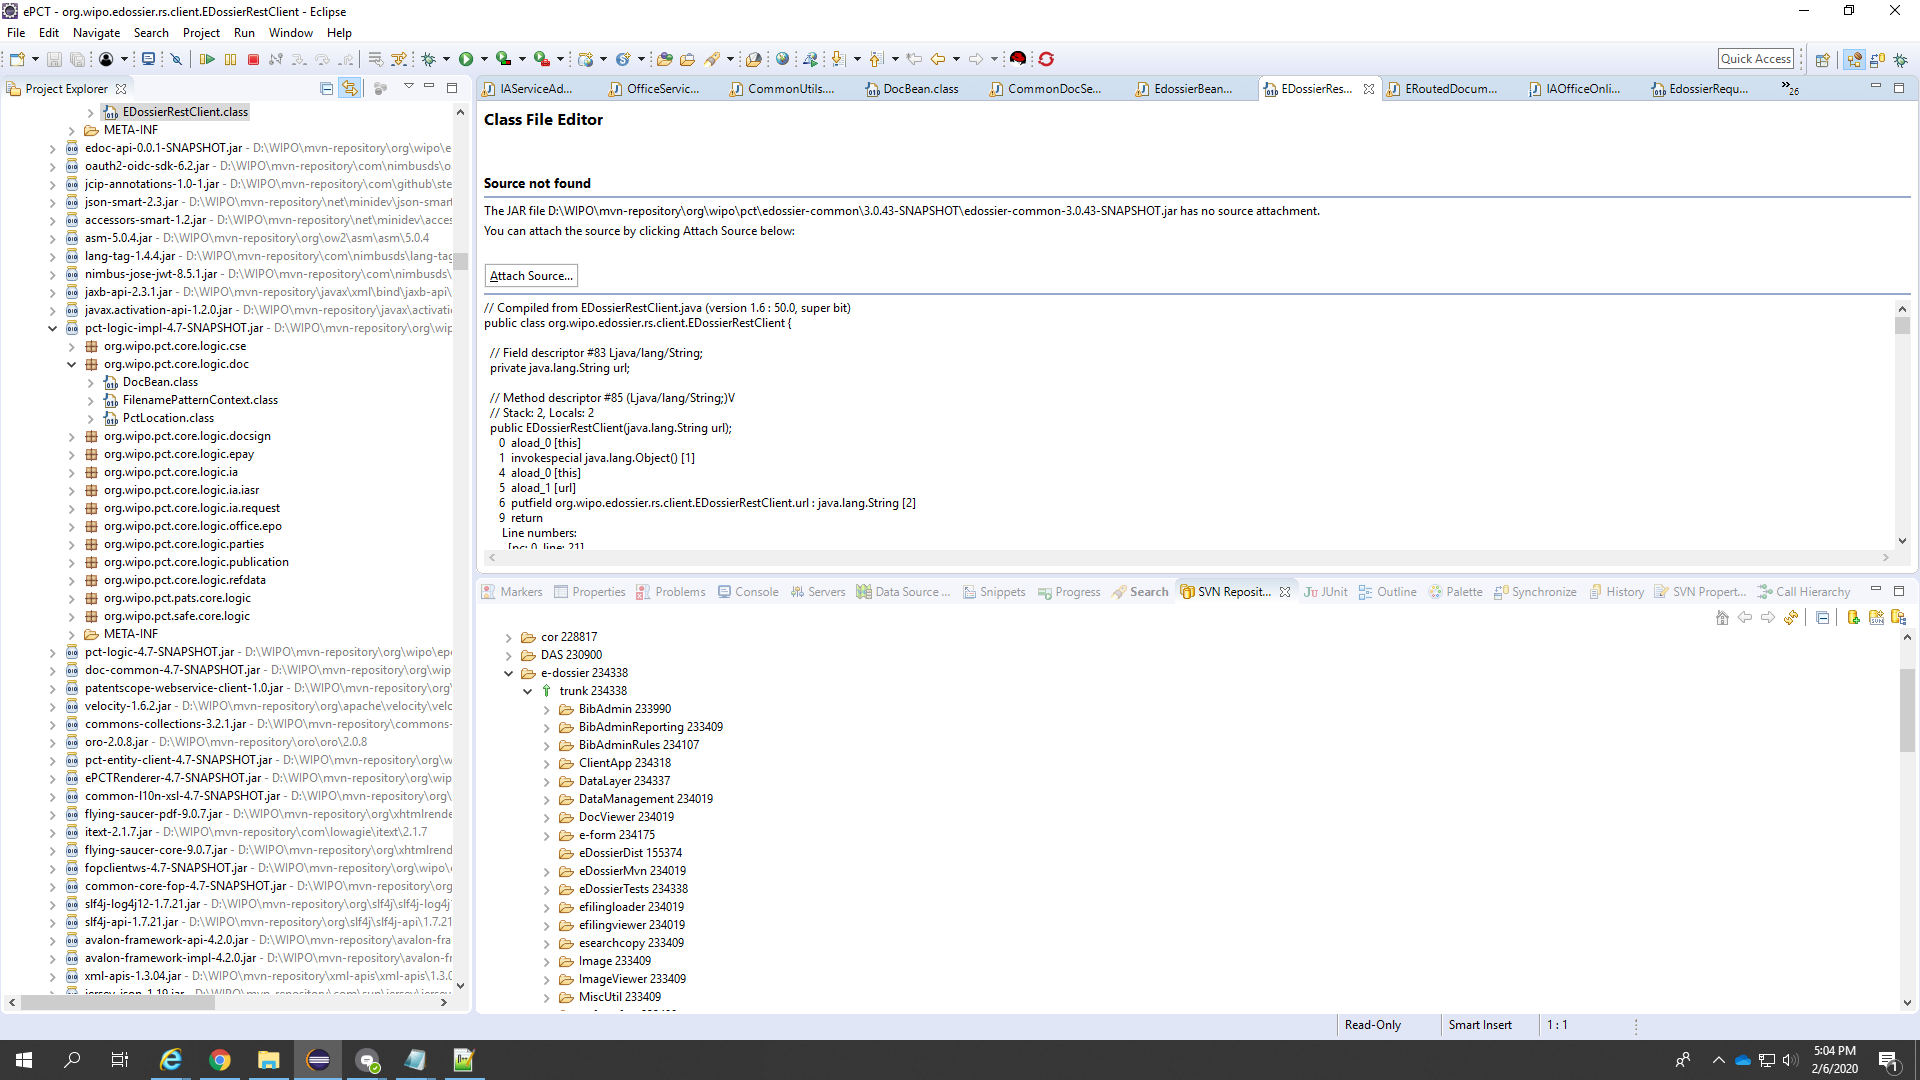 ePCT - org.wipo.edossier.rs.client.EDossierRestClient - Eclipse
File Edit Navigate Search Project Run Window Help
Quick Access
Project Explorer
EDossierRestClient.class
META-INF
edoc-api-0.0.1-SNAPSHOT.jar - D:\WIPO\mvn-repository\org\wipo\e
oauth2-oidc-sdk-6.2.jar - D:\WIPO\mvn-repository\com\nimbusds\o
jcip-annotations-1.0-1.jar - D:\WIPO\mvn-repository\com\github\ste
json-smart-2.3.jar - D:\WIPO\mvn-repository\net\minidev\json-smart
accessors-smart-1.2.jar - D:\WIPO\mvn-repository\net\minidev\acce
asm-5.0.4.jar - D:\WIPO\mvn-repository\org\ow2\asm\asm\5.0.4
lang-tag-1.4.4.jar - D:\WIPO\mvn-repository\com\nimbusds\lang-tag
nimbus-jose-jwt-8.5.1.jar - D:\WIPO\mvn-repository\com\nimbusds\
jaxb-api-2.3.1.jar - D:\WIPO\mvn-repository\javax\xml\bind\jaxb-api\
javax.activation-api-1.2.0.jar - D:\WIPO\mvn-repository\javax\activati
pct-logic-impl-4.7-SNAPSHOT.jar - D:\WIPO\mvn-repository\org\wip
org.wipo.pct.core.logic.cse
org.wipo.pct.core.logic.doc
DocBean.class
FilenamePatternContext.class
PctLocation.class
org.wipo.pct.core.logic.docsign
org.wipo.pct.core.logic.epay
org.wipo.pct.core.logic.ia
org.wipo.pct.core.logic.ia.iasr
org.wipo.pct.core.logic.ia.request
org.wipo.pct.core.logic.office.epo
org.wipo.pct.core.logic.parties
org.wipo.pct.core.logic.publication
org.wipo.pct.core.logic.refdata
org.wipo.pct.pats.core.logic
org.wipo.pct.safe.core.logic
META-INF
pct-logic-4.7-SNAPSHOT.jar - D:\WIPO\mvn-repository\org\wipo\ep
doc-common-4.7-SNAPSHOT.jar - D:\WIPO\mvn-repository\org\wip
patentscope-webservice-client-1.0.jar - D:\WIPO\mvn-repository\org\
velocity-1.6.2.jar - D:\WIPO\mvn-repository\org\apache\velocity\velo
commons-collections-3.2.1.jar - D:\WIPO\mvn-repository\commons-
oro-2.0.8.jar - D:\WIPO\mvn-repository\oro\oro\2.0.8
pct-entity-client-4.7-SNAPSHOT.jar - D:\WIPO\mvn-repository\org\w
ePCTRenderer-4.7-SNAPSHOT.jar - D:\WIPO\mvn-repository\org\wip
common-l10n-xsl-4.7-SNAPSHOT.jar - D:\WIPO\mvn-repository\org\
flying-saucer-pdf-9.0.7.jar - D:\WIPO\mvn-repository\org\xhtmlrende
itext-2.1.7.jar - D:\WIPO\mvn-repository\com\lowagie\itext\2.1.7
flying-saucer-core-9.0.7.jar - D:\WIPO\mvn-repository\org\xhtmlrend
fopclientws-4.7-SNAPSHOT.jar - D:\WIPO\mvn-repository\org\wipo\
common-core-fop-4.7-SNAPSHOT.jar - D:\WIPO\mvn-repository\org
slf4j-log4j12-1.7.21.jar - D:\WIPO\mvn-repository\org\slf4j\slf4j-log4j
slf4j-api-1.7.21.jar - D:\WIPO\mvn-repository\org\slf4j\slf4j-api\1.7.21
avalon-framework-api-4.2.0.jar - D:\WIPO\mvn-repository\avalon-fra
avalon-framework-impl-4.2.0.jar - D:\WIPO\mvn-repository\avalon-f
xml-apis-1.3.04.jar - D:\WIPO\mvn-repository\xml-apis\xml-apis\1.3.0
IAServiceAd... OfficeServic... CommonUtils.... DocBean.class CommonDocSe... EdossierBean.... EDossierRes... ERoutedDocum... IAOfficeOnli... EdossierRequ... »26
Class File Editor
Source not found
The JAR file D:\WIPO\mvn-repository\org\wipo\pct\edossier-common\3.0.43-SNAPSHOT\edossier-common-3.0.43-SNAPSHOT.jar has no source attachment.
You can attach the source by clicking Attach Source below:
Attach Source...
// Compiled from EDossierRestClient.java (version 1.6 : 50.0, super bit)
public class org.wipo.edossier.rs.client.EDossierRestClient {
// Field descriptor #83 Ljava/lang/String;
private java.lang.String url;
// Method descriptor #85 (Ljava/lang/String;)V
// Stack: 2, Locals: 2
public EDossierRestClient(java.lang.String url);
0 aload_0 [this]
1 invokespecial java.lang.Object() [1]
4 aload_0 [this]
5 aload_1 [url]
6 putfield org.wipo.edossier.rs.client.EDossierRestClient.url : java.lang.String [2]
9 return
Line numbers:
[pc: 0, line: 21]
Markers Properties Problems Console Servers Data Source ... Snippets Progress Search SVN Reposit... JUnit Outline Palette Synchronize History SVN Propert... Call Hierarchy
cor 228817
DAS 230900
e-dossier 234338
trunk 234338
BibAdmin 233990
BibAdminReporting 233409
BibAdminRules 234107
ClientApp 234318
DataLayer 234337
DataManagement 234019
DocViewer 234019
e-form 234175
eDossierDist 155374
eDossierMvn 234019
eDossierTests 234338
efilingloader 234019
efilingviewer 234019
esearchcopy 233409
Image 233409
ImageViewer 233409
MiscUtil 233409
Read-Only Smart Insert 1 : 1
5:04 PM
2/6/2020
1